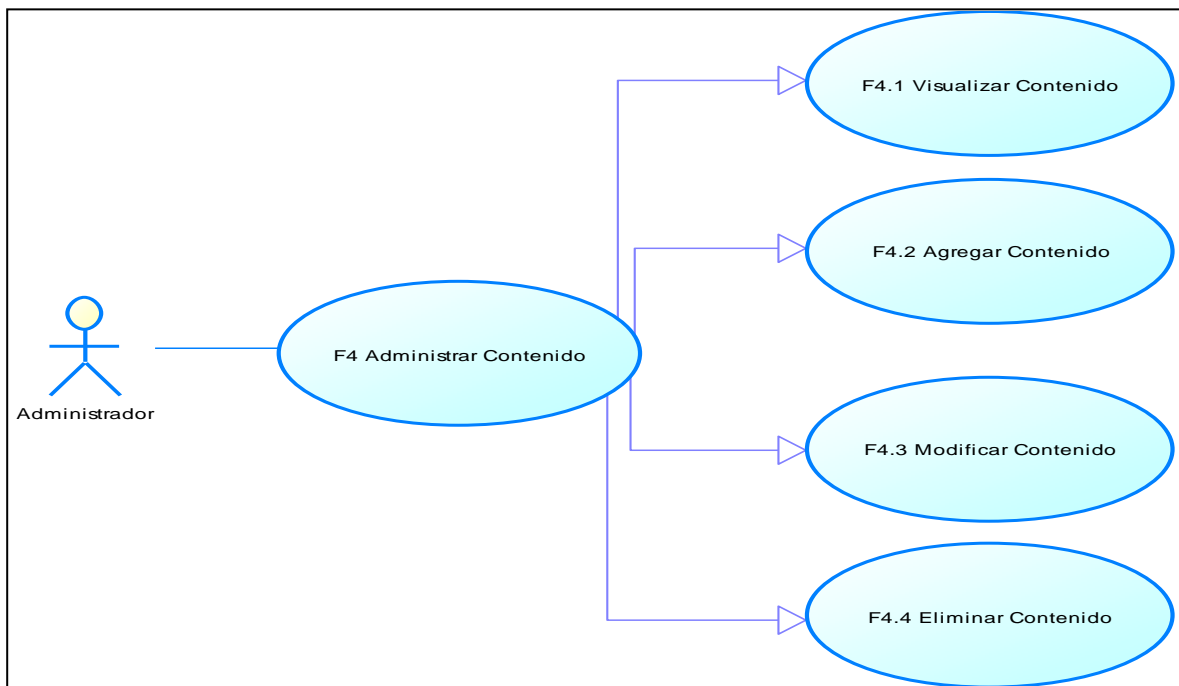 F4.1 Visualizar Contenido
F4.2 Agregar Contenido
F4 Administrar Contenido
Administrador
F4.3 Modificar Contenido
F4.4 Eliminar Contenido